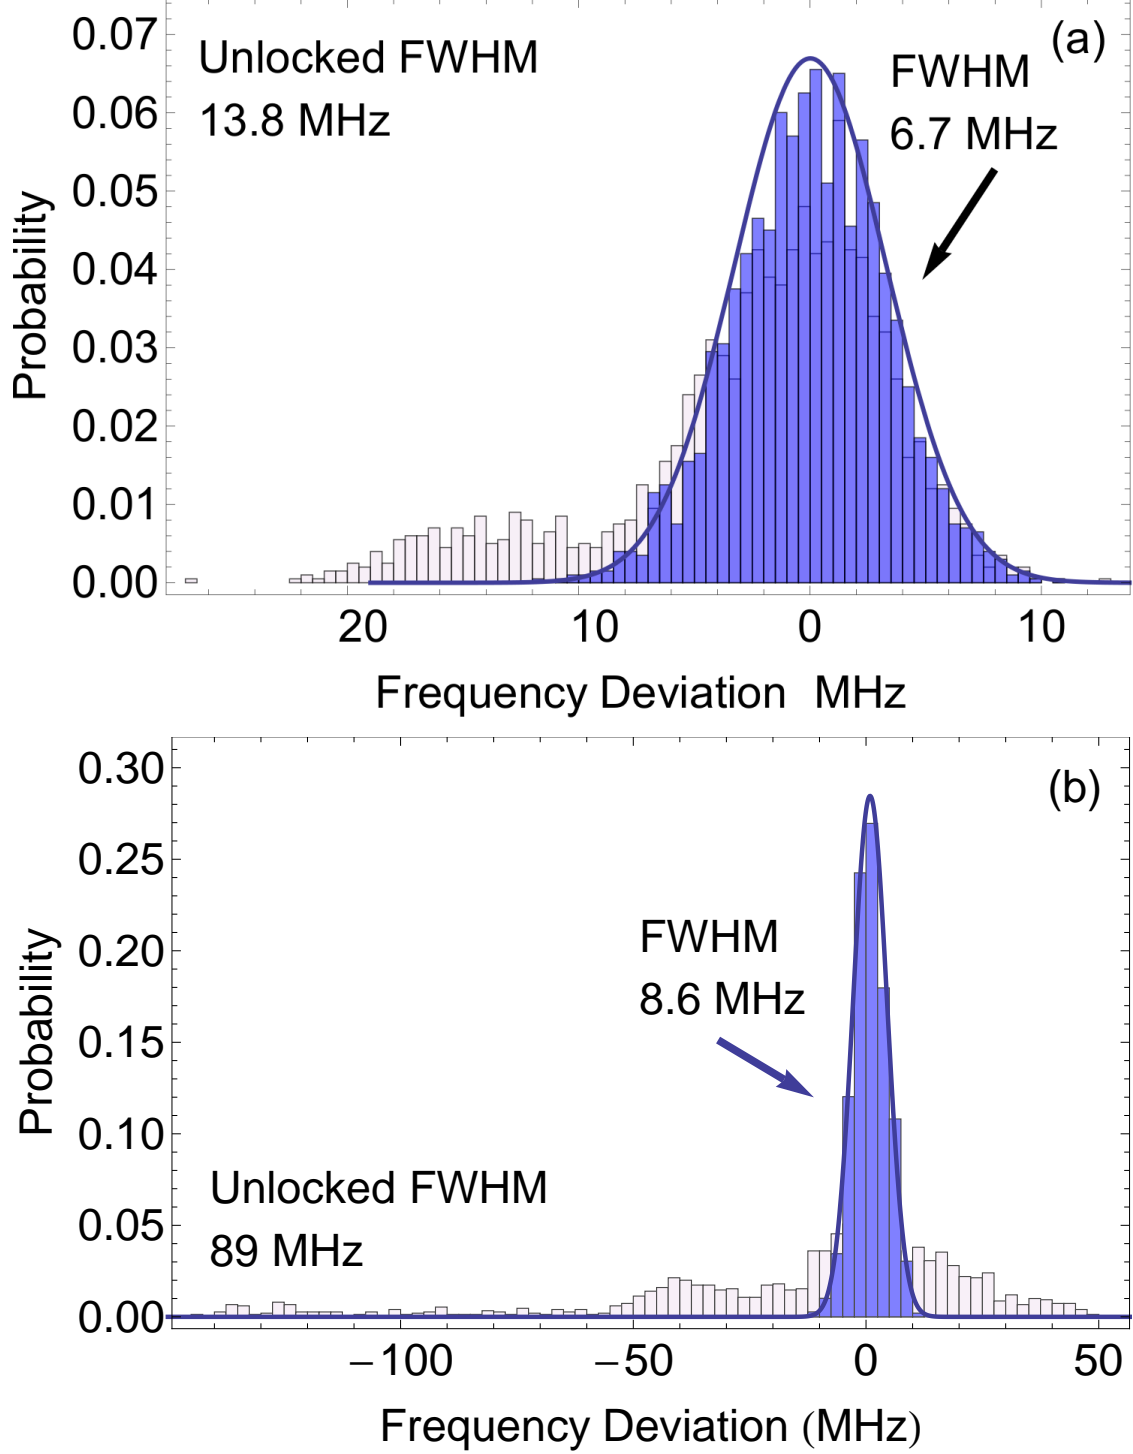 (a)
Unlocked FWHM
13.8 MHz
FWHM
6.7 MHz
Probability
0.07
0.06
0.05
0.04
0.03
0.02
0.01
0.00
20 10 0 10
Frequency Deviation MHz
(b)
FWHM
8.6 MHz
Unlocked FWHM
89 MHz
Probability
0.30
0.25
0.20
0.15
0.10
0.05
0.00
−100 −50 0 50
Frequency Deviation (MHz)